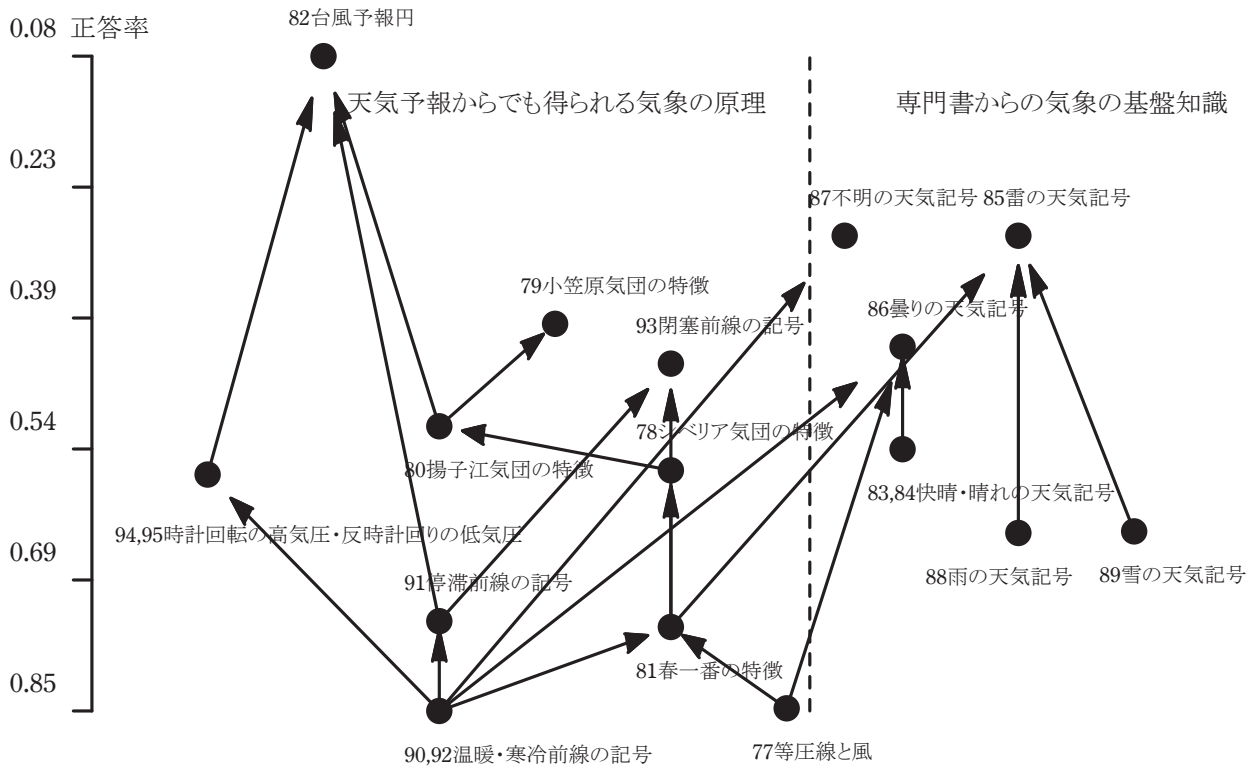 0.08 正答率
82台風予報円
天気予報からでも得られる気象の原理
専門書からの気象の基盤知識
0.23
87不明の天気記号
85雷の天気記号
0.39
79小笠原気団の特徴
86曇りの天気記号
93閉塞前線の記号
0.54
78シベリア気団の特徴
80揚子江気団の特徴
83,84快晴・晴れの天気記号
94,95時計回転の高気圧・反時計回りの低気圧
0.69
91停滞前線の記号
88雨の天気記号
89雪の天気記号
0.85
81春一番の特徴
90,92温暖・寒冷前線の記号
77等圧線と風